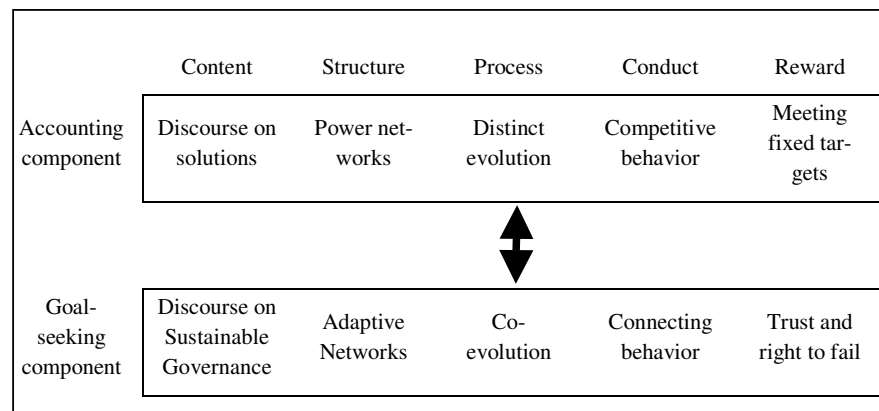 Content Structure Process Conduct Reward
Accounting component
Discourse on solutions
Power net-
works
Distinct evolution
Competitive behavior
Meeting fixed tar-
gets
Goal-
seeking component
Discourse on Sustainable Governance
Adaptive Networks
Co-
evolution
Connecting behavior
Trust and right to fail